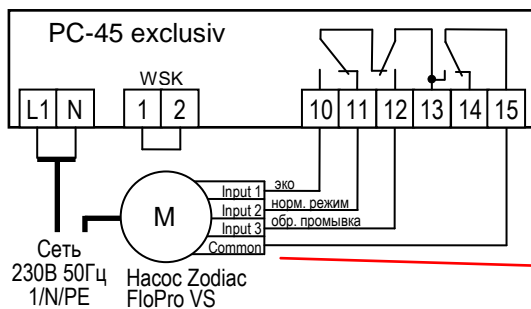 PC-45 exclusiv
WSK
L1 N 1 2 10 11 12 13 14 15
Input 1 эко
Input 2 норм. режим
Input 3 обр. промывка
Common
M
Сеть
230В 50Гц
1/N/PE
Насос Zodiac
FloPro VS